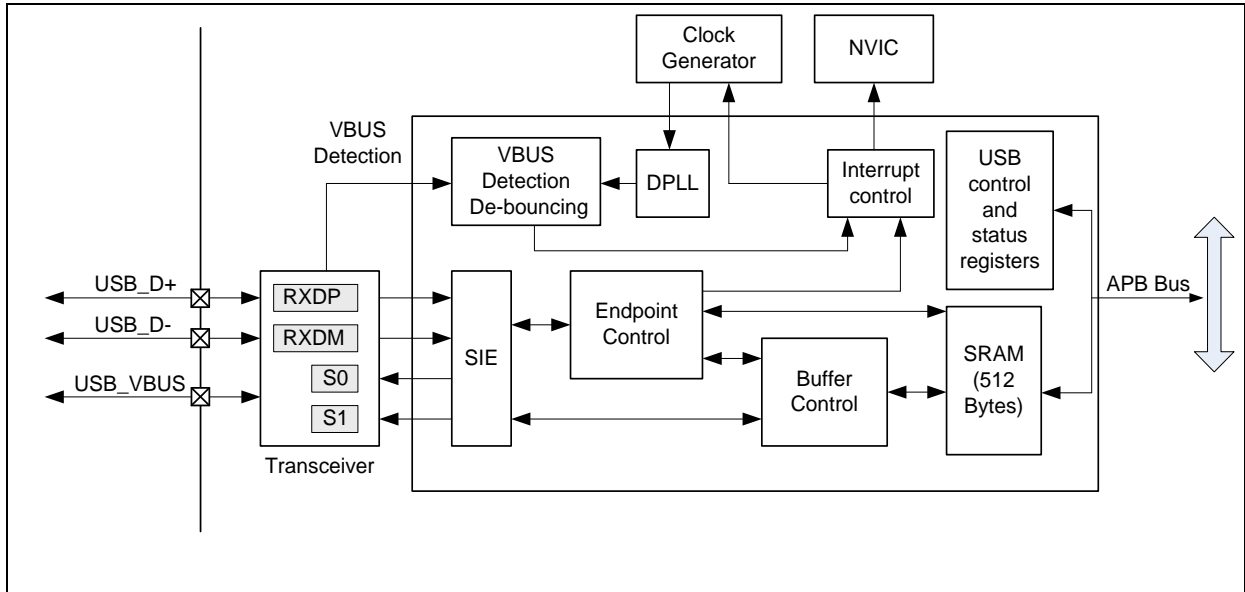 Clock
Generator
NVIC
VBUS
Detection
VBUS
Detection
De-bouncing
DPLL
Interrupt
control
USB
control
and
status
registers
USB_D+
USB_D-
USB_VBUS
RXDP
RXDM
S0
S1
Transceiver
SIE
Endpoint
Control
Buffer
Control
SRAM
(512
Bytes)
APB Bus